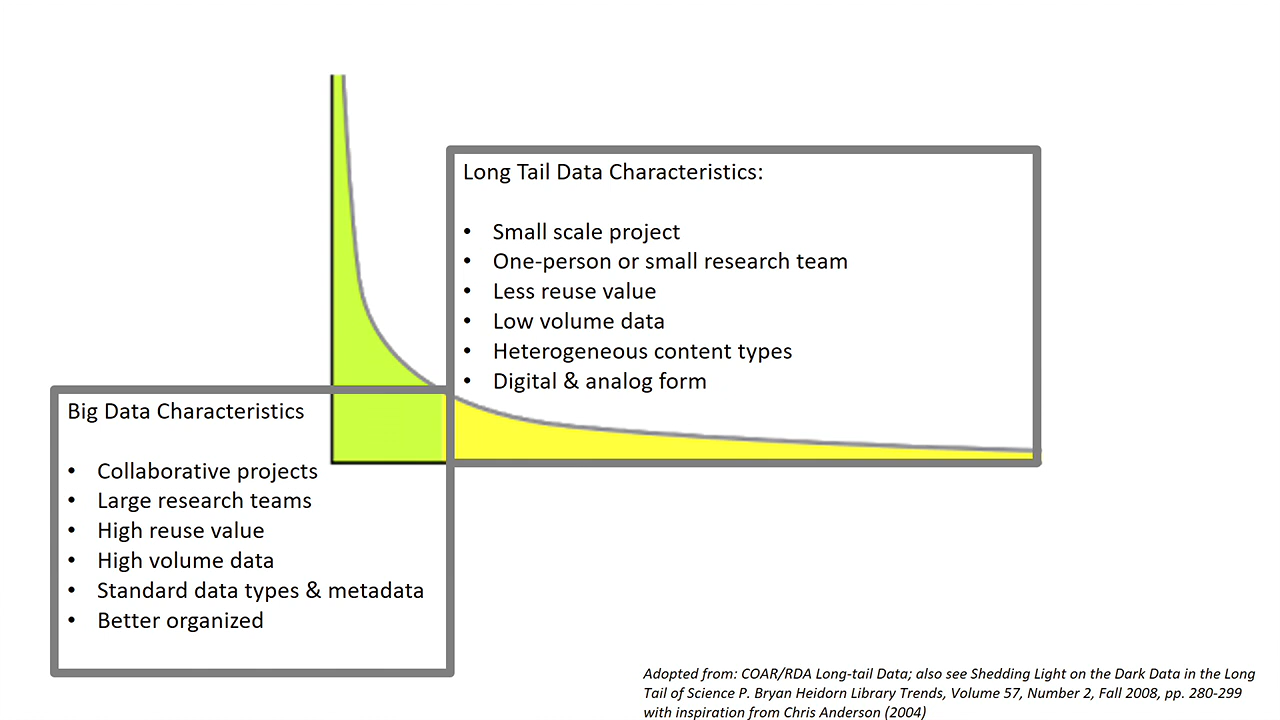 Long Tail Data Characteristics:
• Small scale project
• One-person or small research team
• Less reuse value
• Low volume data
• Heterogeneous content types
• Digital & analog form
Big Data Characteristics
• Collaborative projects
• Large research teams
• High reuse value
• High volume data
• Standard data types & metadata
• Better organized
Adopted from: COAR/RDA Long-tail Data; also see Shedding Light on the Dark Data in the Long
Tail of Science P. Bryan Heidorn Library Trends, Volume 57, Number 2, Fall 2008, pp. 280-299
with inspiration from Chris Anderson (2004)